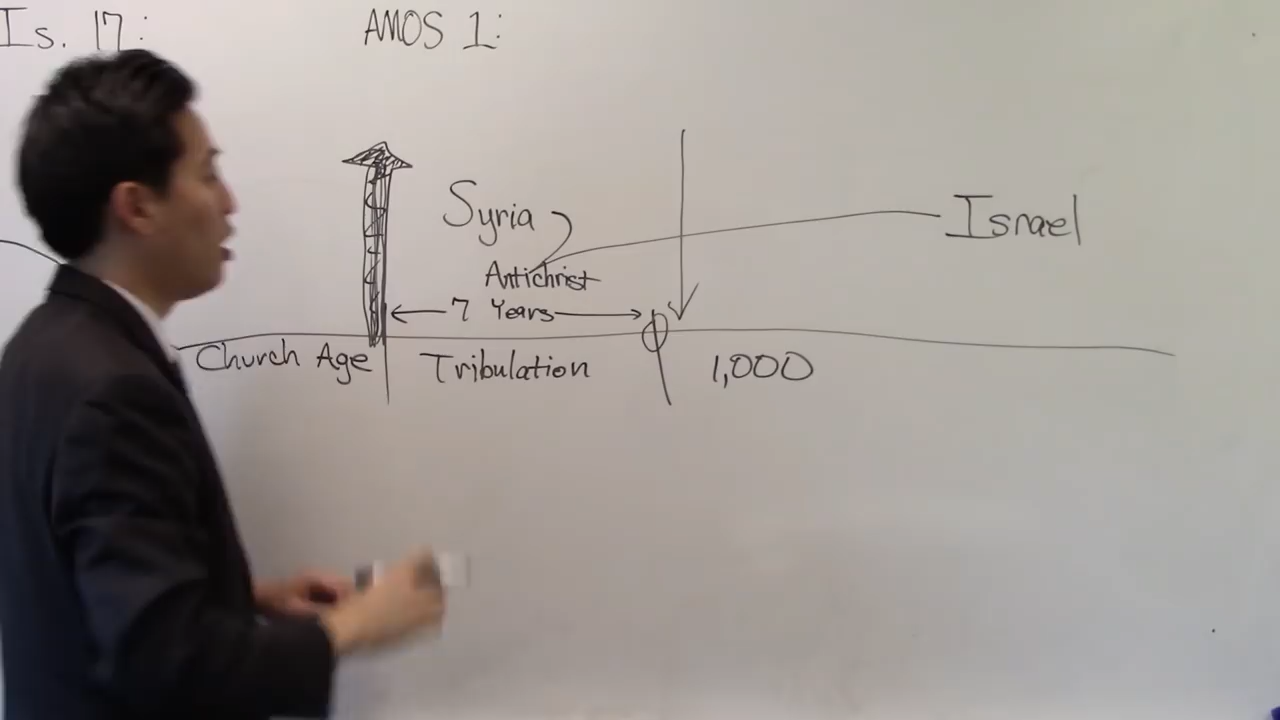 Is. 17:
AMOS 1:
Syria
Israel
Antichrist
7 Years
Church Age
Tribulation
1,000